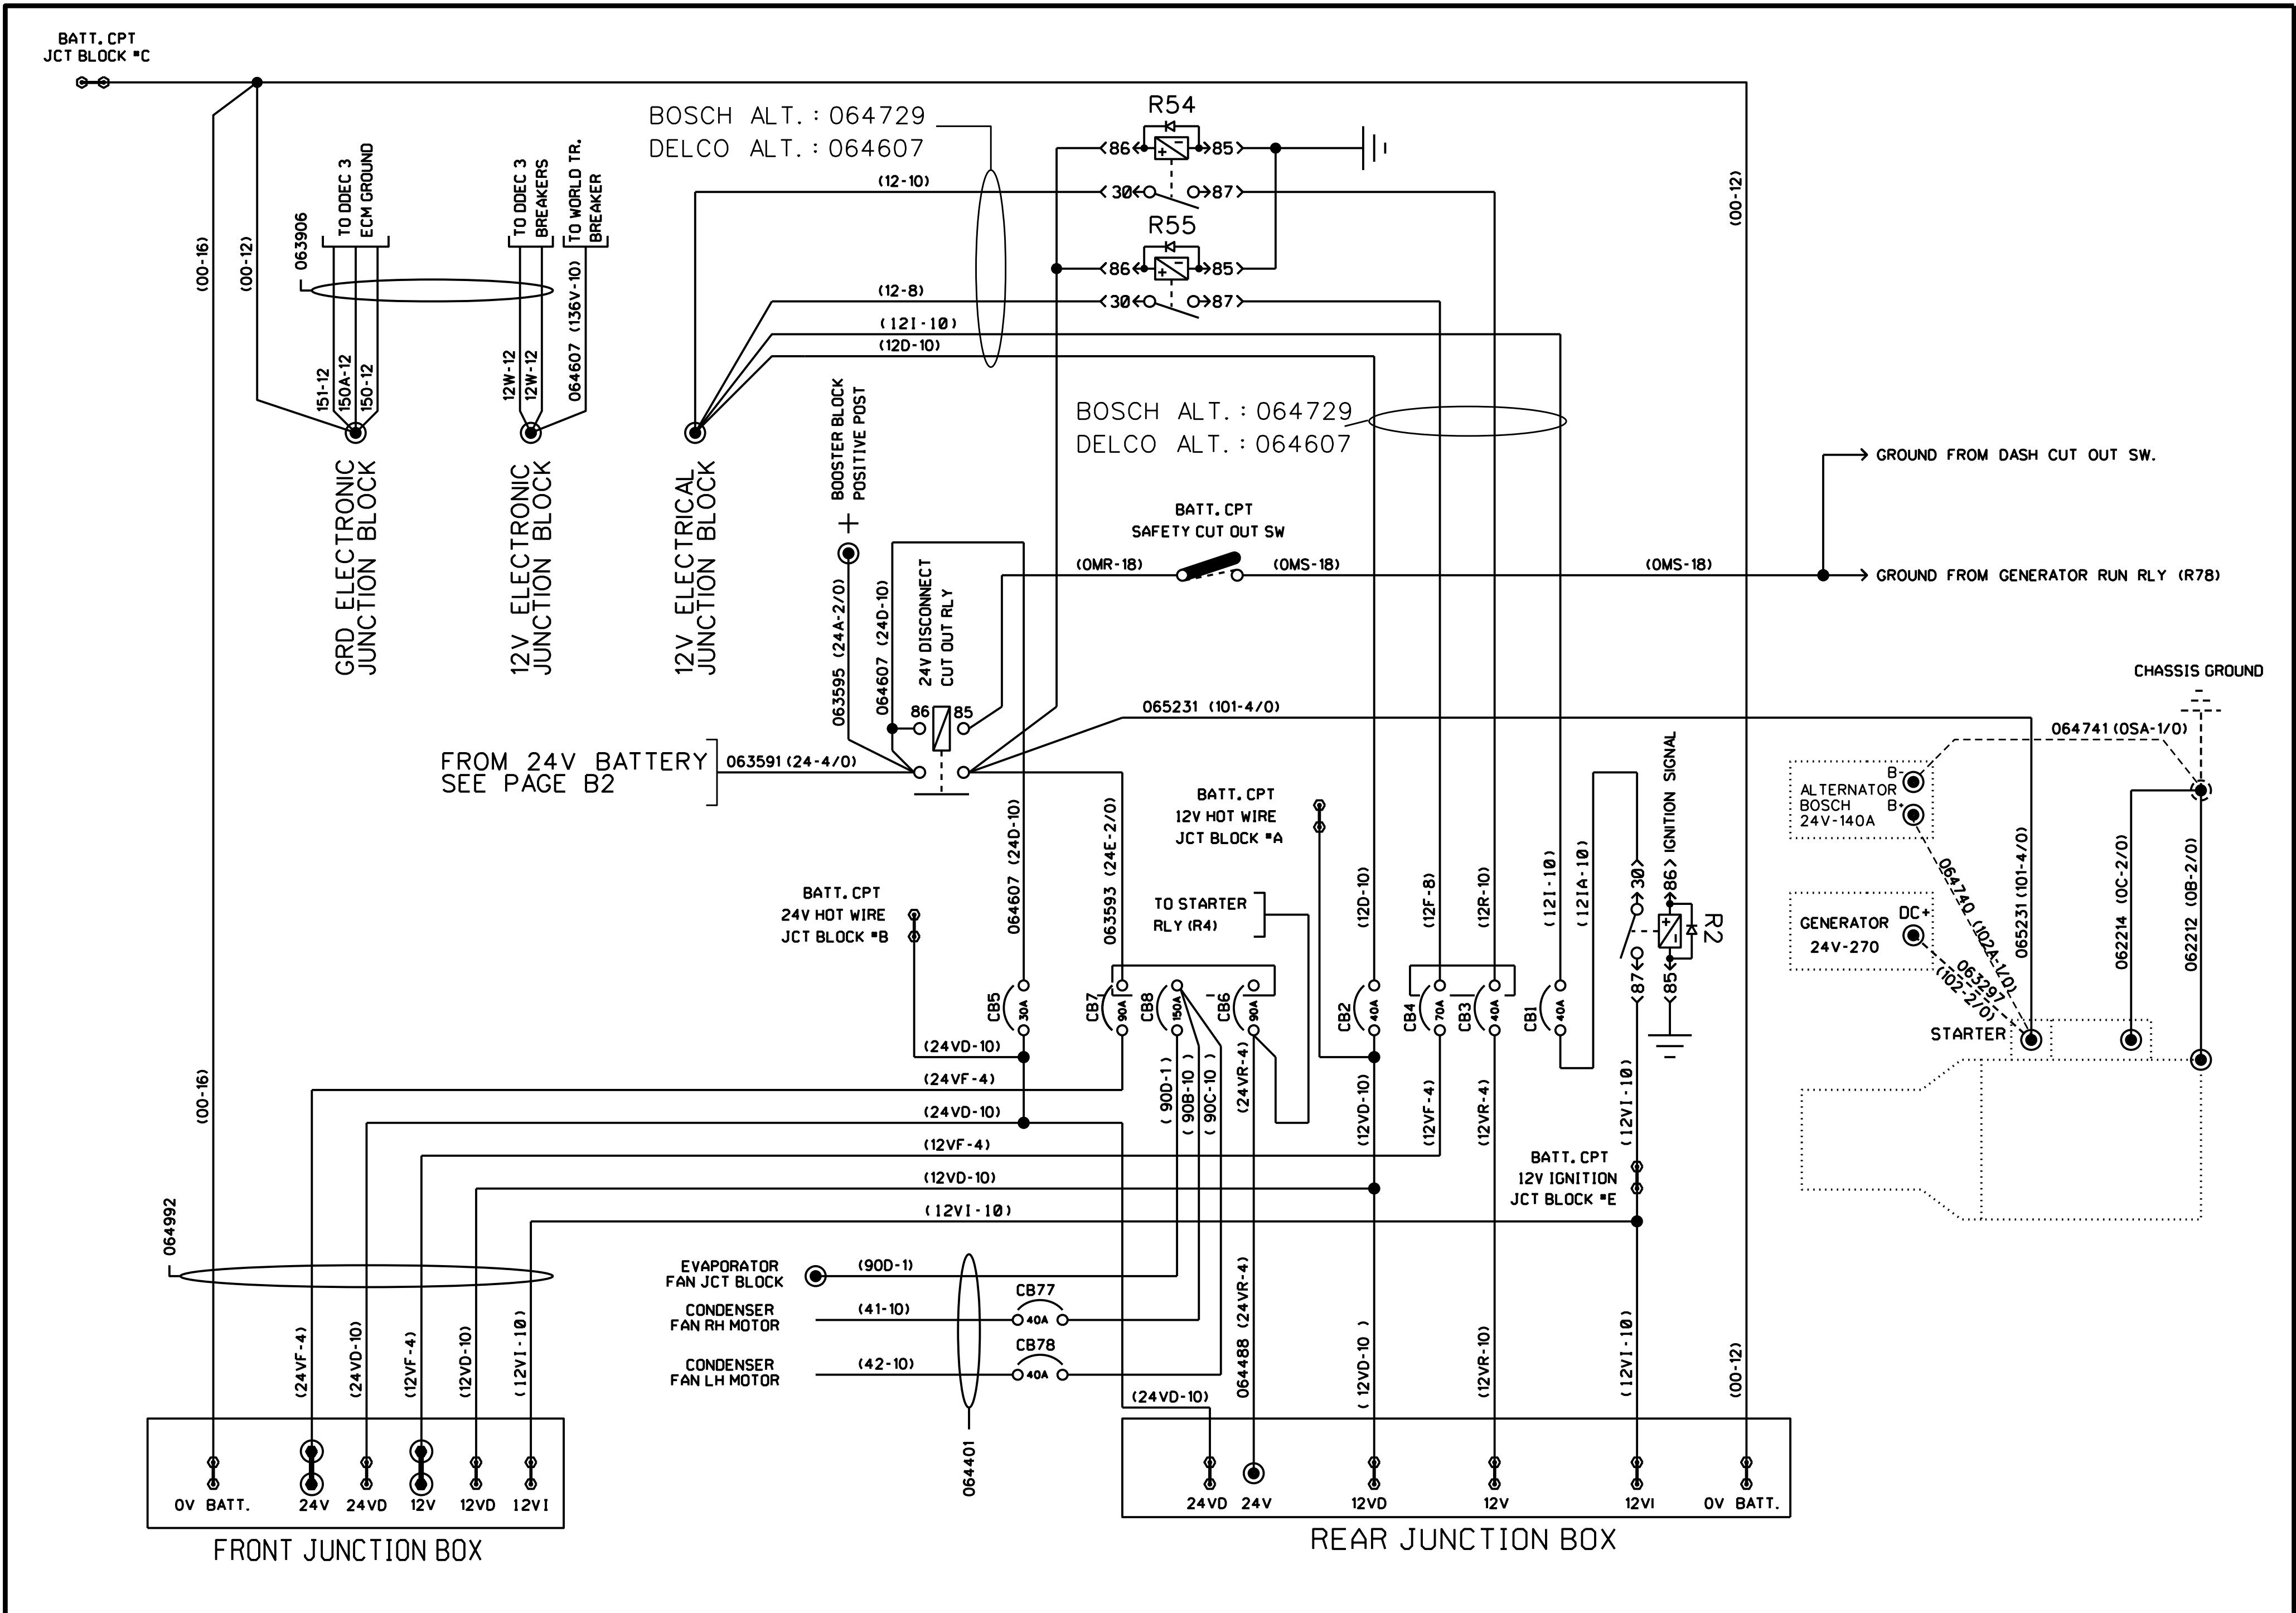 BATT. CPT
JCT BLOCK "C
BOSCH ALT. : 064729
DELCO ALT. : 064607
R54
86
85
(12-10)
30
87
R55
86
85
(12-8)
30
87
(12I-10)
(12D-10)
(00-16)
(00-12)
063906
TO DDEC 3
ECM GROUND
TO DDEC 3
BREAKERS
TO WORLD TR.
BREAKER
(00-12)
151-12
150A-12
150-12
12W-12
12W-12
064607 (136V-10)
GRD ELECTRONIC
JUNCTION BLOCK
12V ELECTRONIC
JUNCTION BLOCK
12V ELECTRICAL
JUNCTION BLOCK
BOOSTER BLOCK
POSITIVE POST
+
BOSCH ALT. : 064729
DELCO ALT. : 064607
GROUND FROM DASH CUT OUT SW.
BATT. CPT
SAFETY CUT OUT SW
(0MR-18)
(0MS-18)
(0MS-18)
GROUND FROM GENERATOR RUN RLY (R78)
063595 (24A-2/0)
064607 (24D-10)
24V DISCONNECT
CUT OUT RLY
86
85
065231 (101-4/0)
FROM 24V BATTERY
SEE PAGE B2
063591 (24-4/0)
CHASSIS GROUND
064741 (0SA-1/0)
B-
ALTERNATOR
BOSCH
B+
24V-140A
GENERATOR
DC+
24V-270
064740 (102A-1/0)
063297
(102-2/0)
065231 (101-4/0)
062214 (0C-2/0)
062212 (0B-2/0)
STARTER
BATT. CPT
12V HOT WIRE
JCT BLOCK "A
BATT. CPT
24V HOT WIRE
JCT BLOCK "B
TO STARTER
RLY (R4)
064607 (24D-10)
063593 (24E-2/0)
(12D-10)
(12F-8)
(12R-10)
(12I-10)
(12IA-10)
30
86
IGNITION SIGNAL
R2
87
85
CB5
30A
CB7
90A
CB8
150A
CB6
90A
CB2
40A
CB4
70A
CB3
40A
CB1
40A
(24VD-10)
(24VF-4)
(24VD-10)
(12VF-4)
(12VD-10)
(12VI-10)
(00-16)
(90D-1 )
(90B-10 )
( 90C-10 )
(24VR-4)
(12VD-10)
(12VF-4)
(12VR-4)
(12VI-10)
BATT. CPT
12V IGNITION
JCT BLOCK "E
064992
EVAPORATOR
FAN JCT BLOCK
(90D-1)
CONDENSER
FAN RH MOTOR
(41-10)
CB77
40A
CONDENSER
FAN LH MOTOR
(42-10)
CB78
40A
064401
(24VF-4)
(24VD-10)
(12VF-4)
(12VD-10)
(12VI-10)
(24VD-10)
064488 (24VR-4)
( 12VD-10 )
(12VR-10)
(12VI-10)
(00-12)
0V BATT.
24V
24VD
12V
12VD
12VI
FRONT JUNCTION BOX
24VD
24V
12VD
12V
12VI
0V BATT.
REAR JUNCTION BOX